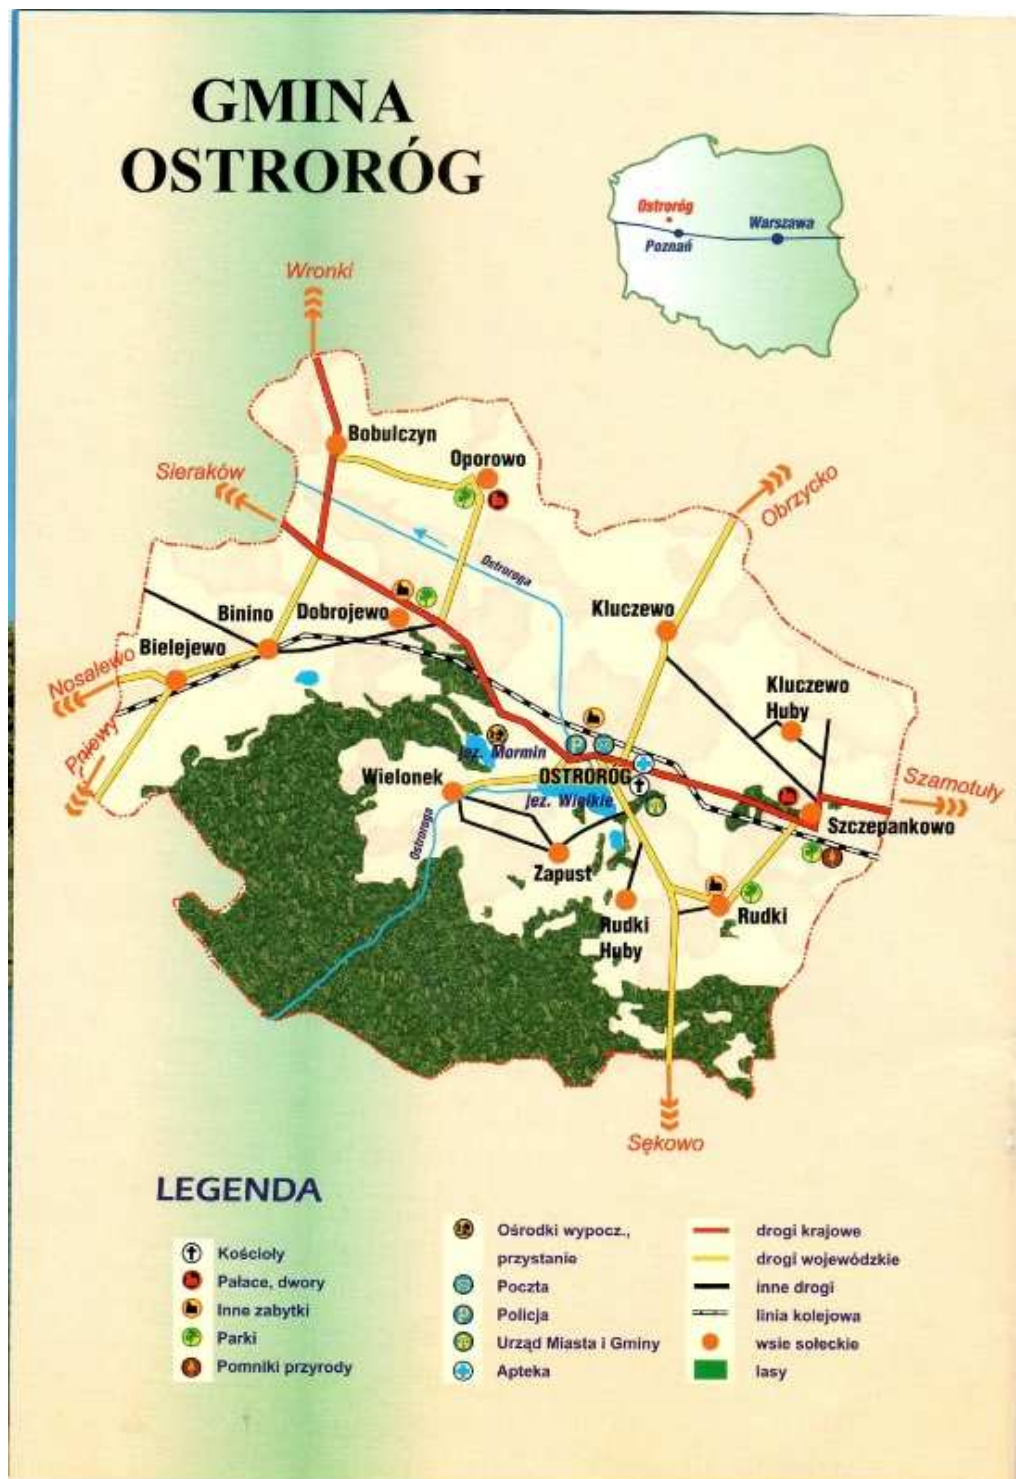 GMINA
OSTRORÓG
Ostroróg
Warszawa
Poznań
Wronki
Bobulczyn
Oporowo
Sieraków
Obrzycko
Ostroroga
Binino
Dobrojewo
Kluczewo
Bielejewo
Nosalewo
Kluczewo
Huby
Pniewy
jez. Mormin
Wielonek
OSTRORÓG
Szamotuły
jez. Wielkie
Szczepankowo
Ostroroga
Zapust
Rudki
Rudki
Huby
Sękowo
LEGENDA
Kościoły
Pałace, dwory
Inne zabytki
Parki
Pomniki przyrody
Ośrodki wypocz.,
przystanie
Poczta
Policja
Urząd Miasta i Gminy
Apteka
drogi krajowe
drogi wojewódzkie
inne drogi
linia kolejowa
wsie sołeckie
lasy